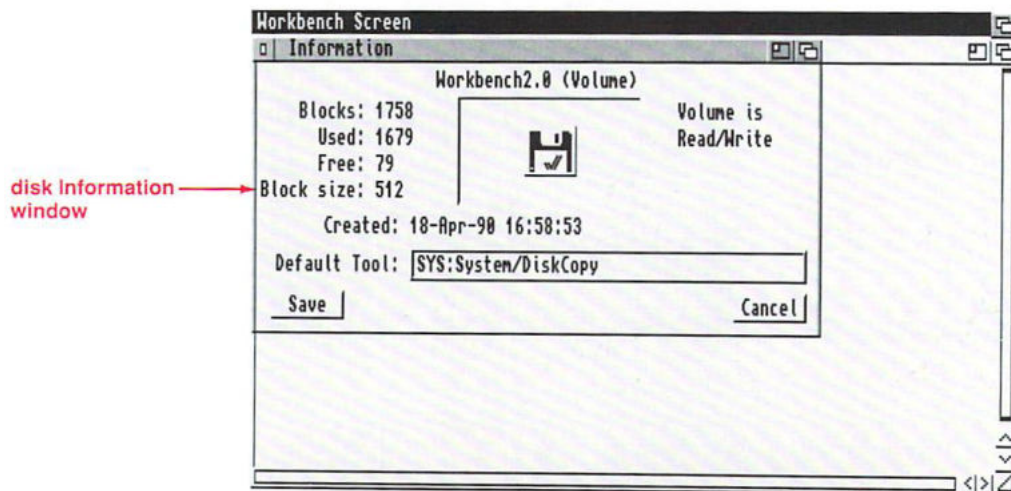 Workbench Screen
Information
Workbench2.0 (Volume)
Blocks: 1758
Used: 1679
Free: 79
Block size: 512
Volume is
Read/Write
disk Information
window
Created: 18-Apr-90 16:58:53
Default Tool: SYS:System/DiskCopy
Save
Cancel